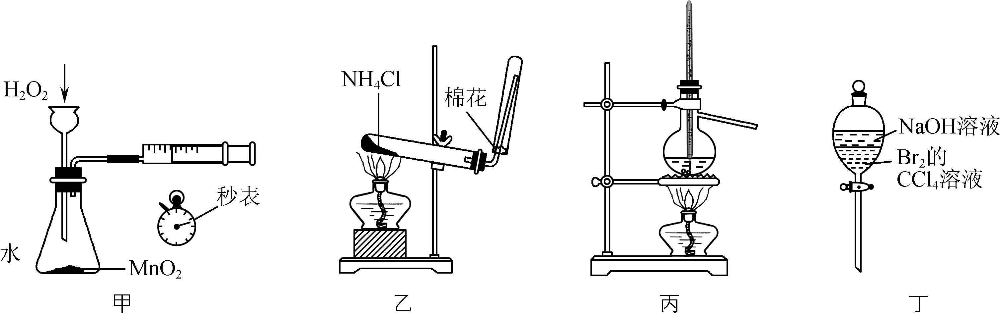 H₂O₂
水
MnO₂
秒表
甲
NH₄Cl
棉花
乙
丙
NaOH溶液
Br₂的
CCl₄溶液
丁